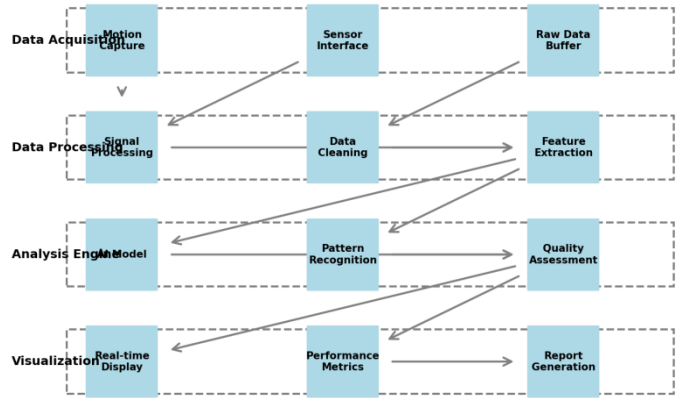 Data Acquisition
Motion
Capture
Sensor
Interface
Raw Data
Buffer
Data Processing
Signal
Processing
Data
Cleaning
Feature
Extraction
Analysis Engine
AI Model
Pattern
Recognition
Quality
Assessment
Visualization
Real-time
Display
Performance
Metrics
Report
Generation